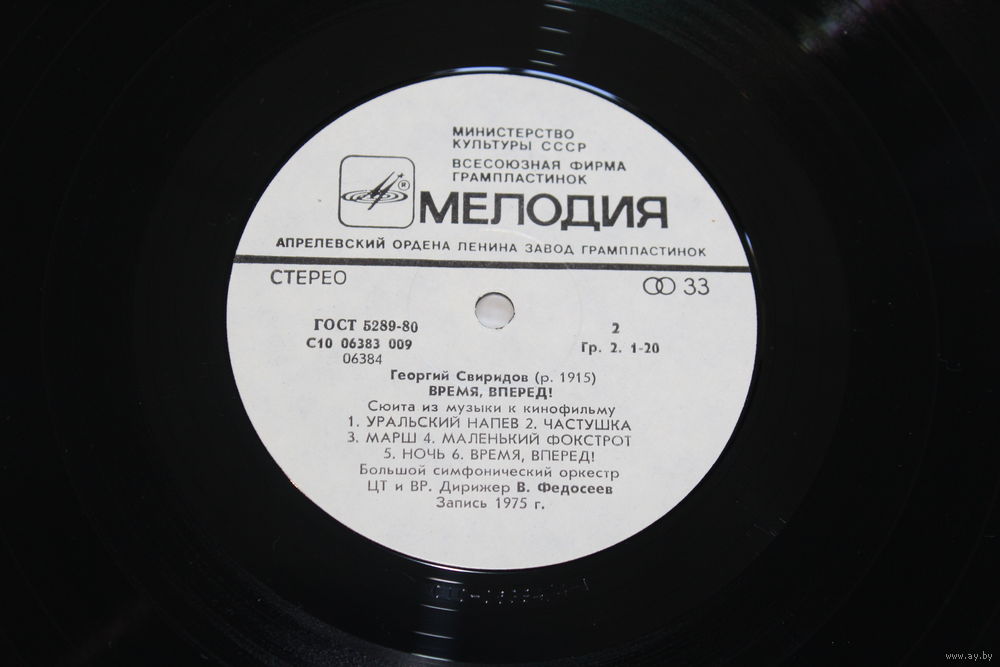 МИНИСТЕРСТВО
КУЛЬТУРЫ СССР
ВСЕСОЮЗНАЯ ФИРМА
ГРАМПЛАСТИНОК
®
МЕЛОДИЯ
АПРЕЛЕВСКИЙ ОРДЕНА ЛЕНИНА ЗАВОД ГРАМПЛАСТИНОК
СТЕРЕО
33
ГОСТ 5289-80
2
С10 06383 009
Гр. 2. 1-20
06384
Георгий Свиридов (р. 1915)
ВРЕМЯ, ВПЕРЕД!
Сюита из музыки к кинофильму
1. УРАЛЬСКИЙ НАПЕВ 2. ЧАСТУШКА
3. МАРШ 4. МАЛЕНЬКИЙ ФОКСТРОТ
5. НОЧЬ 6. ВРЕМЯ, ВПЕРЕД!
Большой симфонический оркестр
ЦТ и ВР. Дирижер В. Федосеев
Запись 1975 г.
www.ay.by